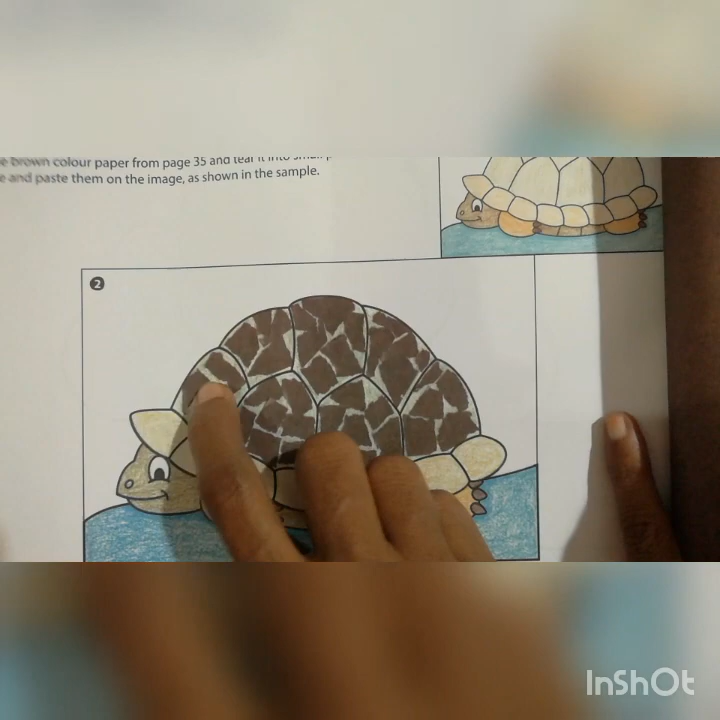 brown colour paper from page 35 and tear it into
and paste them on the image, as shown in the sample.
2
InShOt